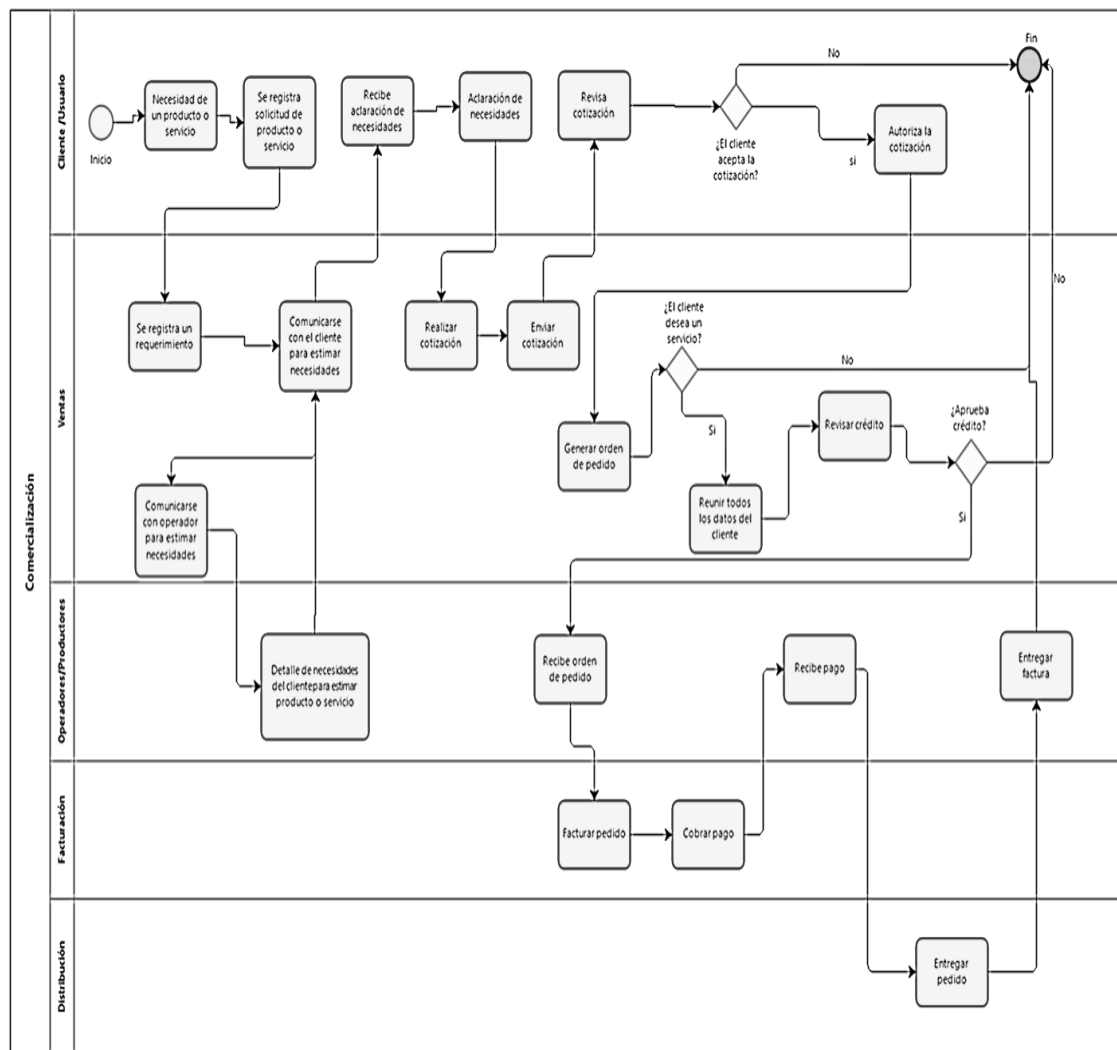 Comercialización
Cliente /Usuario
Inicio
Necesidad de
un producto o
servicio
Se registra
solicitud de
producto o
servicio
Recibe
aclaración de
necesidades
Aclaración de
necesidades
Revisa
cotización
¿El cliente
acepta la
cotización?
No
si
Autoriza la
cotización
Fin
Ventas
Se registra un
requerimiento
Comunicarse
con el cliente
para estimar
necesidades
Realizar
cotización
Enviar
cotización
¿El cliente
desea un
servicio?
No
No
Comunicarse
con operador
para estimar
necesidades
Generar orden
de pedido
Si
Reunir todos
los datos del
cliente
Revisar crédito
¿Aprueba
crédito?
Si
Operadores/Productores
Detalle de necesidades
del clientepara estimar
producto o servicio
Recibe orden
de pedido
Recibe pago
Entregar
factura
Facturación
Facturar pedido
Cobrar pago
Distribución
Entregar
pedido